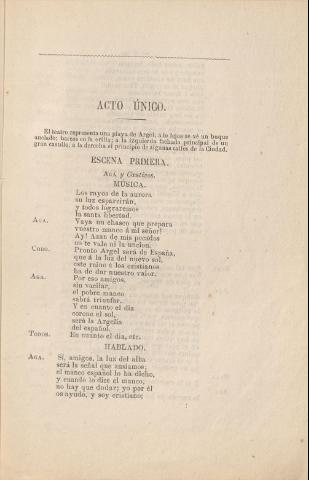 ACTO ÚNICO.
El teatro representa una playa de Argel; á lo lejos se vé un buque
anclado; barcas en la orilla; á la izquierda fachada principal de un
gran casullo; á la derecha el principio de algunas calles de la Ciudad.
ESCENA PRIMERA.
AGÁ y Cautivos.
MÚSICA.
Los rayos de la aurora
su luz esparcirán,
y todos lograremos
la santa libertad.
AGA. Vaya un chasco que prepara
vuestro manco á mi señor!
Ay! Azan de mis pecados
no te vale ni la uncion.
CORO. Pronto Argel será de España,
que á la luz del nuevo sol,
este reino á los cristianos
ha de dar nuestro valor.
AGA. Por eso amigos,
sin vacilar,
el pobre manco
sabrá triunfar.
Y en cuanto el dia
corone el sol,
será la Argelia
del español.
TODOS. En cuanto el dia, etc.
HABLADO.
AGA. Sí, amigos, la luz del alba
será la señal que ansiamos;
el manco español lo ha dicho,
y cuando lo dice el manco,
no hay que dudar; yo por él
os ayudo, y soy cristiano;